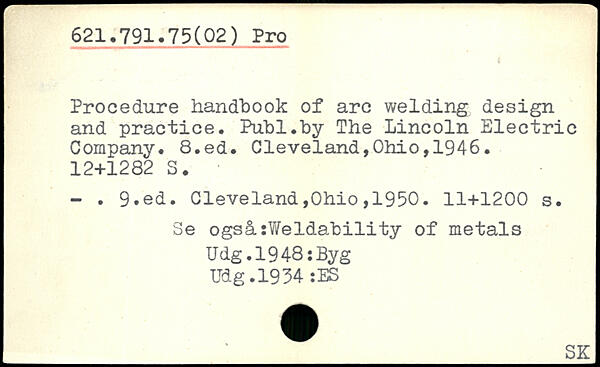 621.791.75(02) Pro
Procedure handbook of arc welding design
and practice. Publ.by The Lincoln Electric
Company. 8.ed. Cleveland,Ohio,1946.
12+1282 S.
- . 9.ed. Cleveland,Ohio,1950. 11+1200 s.
Se også:Weldability of metals
Udg.1948:Byg
Udg.1934:ES
SK